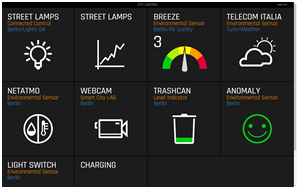 CITY CONTROL
STREET LAMPS
Connected Control
Berlin/Lights ON
STREET LAMPS
BREEZE
Environmental Sensor
Berlin/Air Quality
3
TELECOM ITALIA
Environmental Sensor
Turin/Weather
NETATMO
Environmental Sensor
Berlin
WEBCAM
Smart City LAB
Berlin
TRASHCAN
Level Indicator
Berlin
ANOMALY
Environmental Sensor
Berlin
LIGHT SWITCH
Environmental Sensor
Berlin
CHARGING